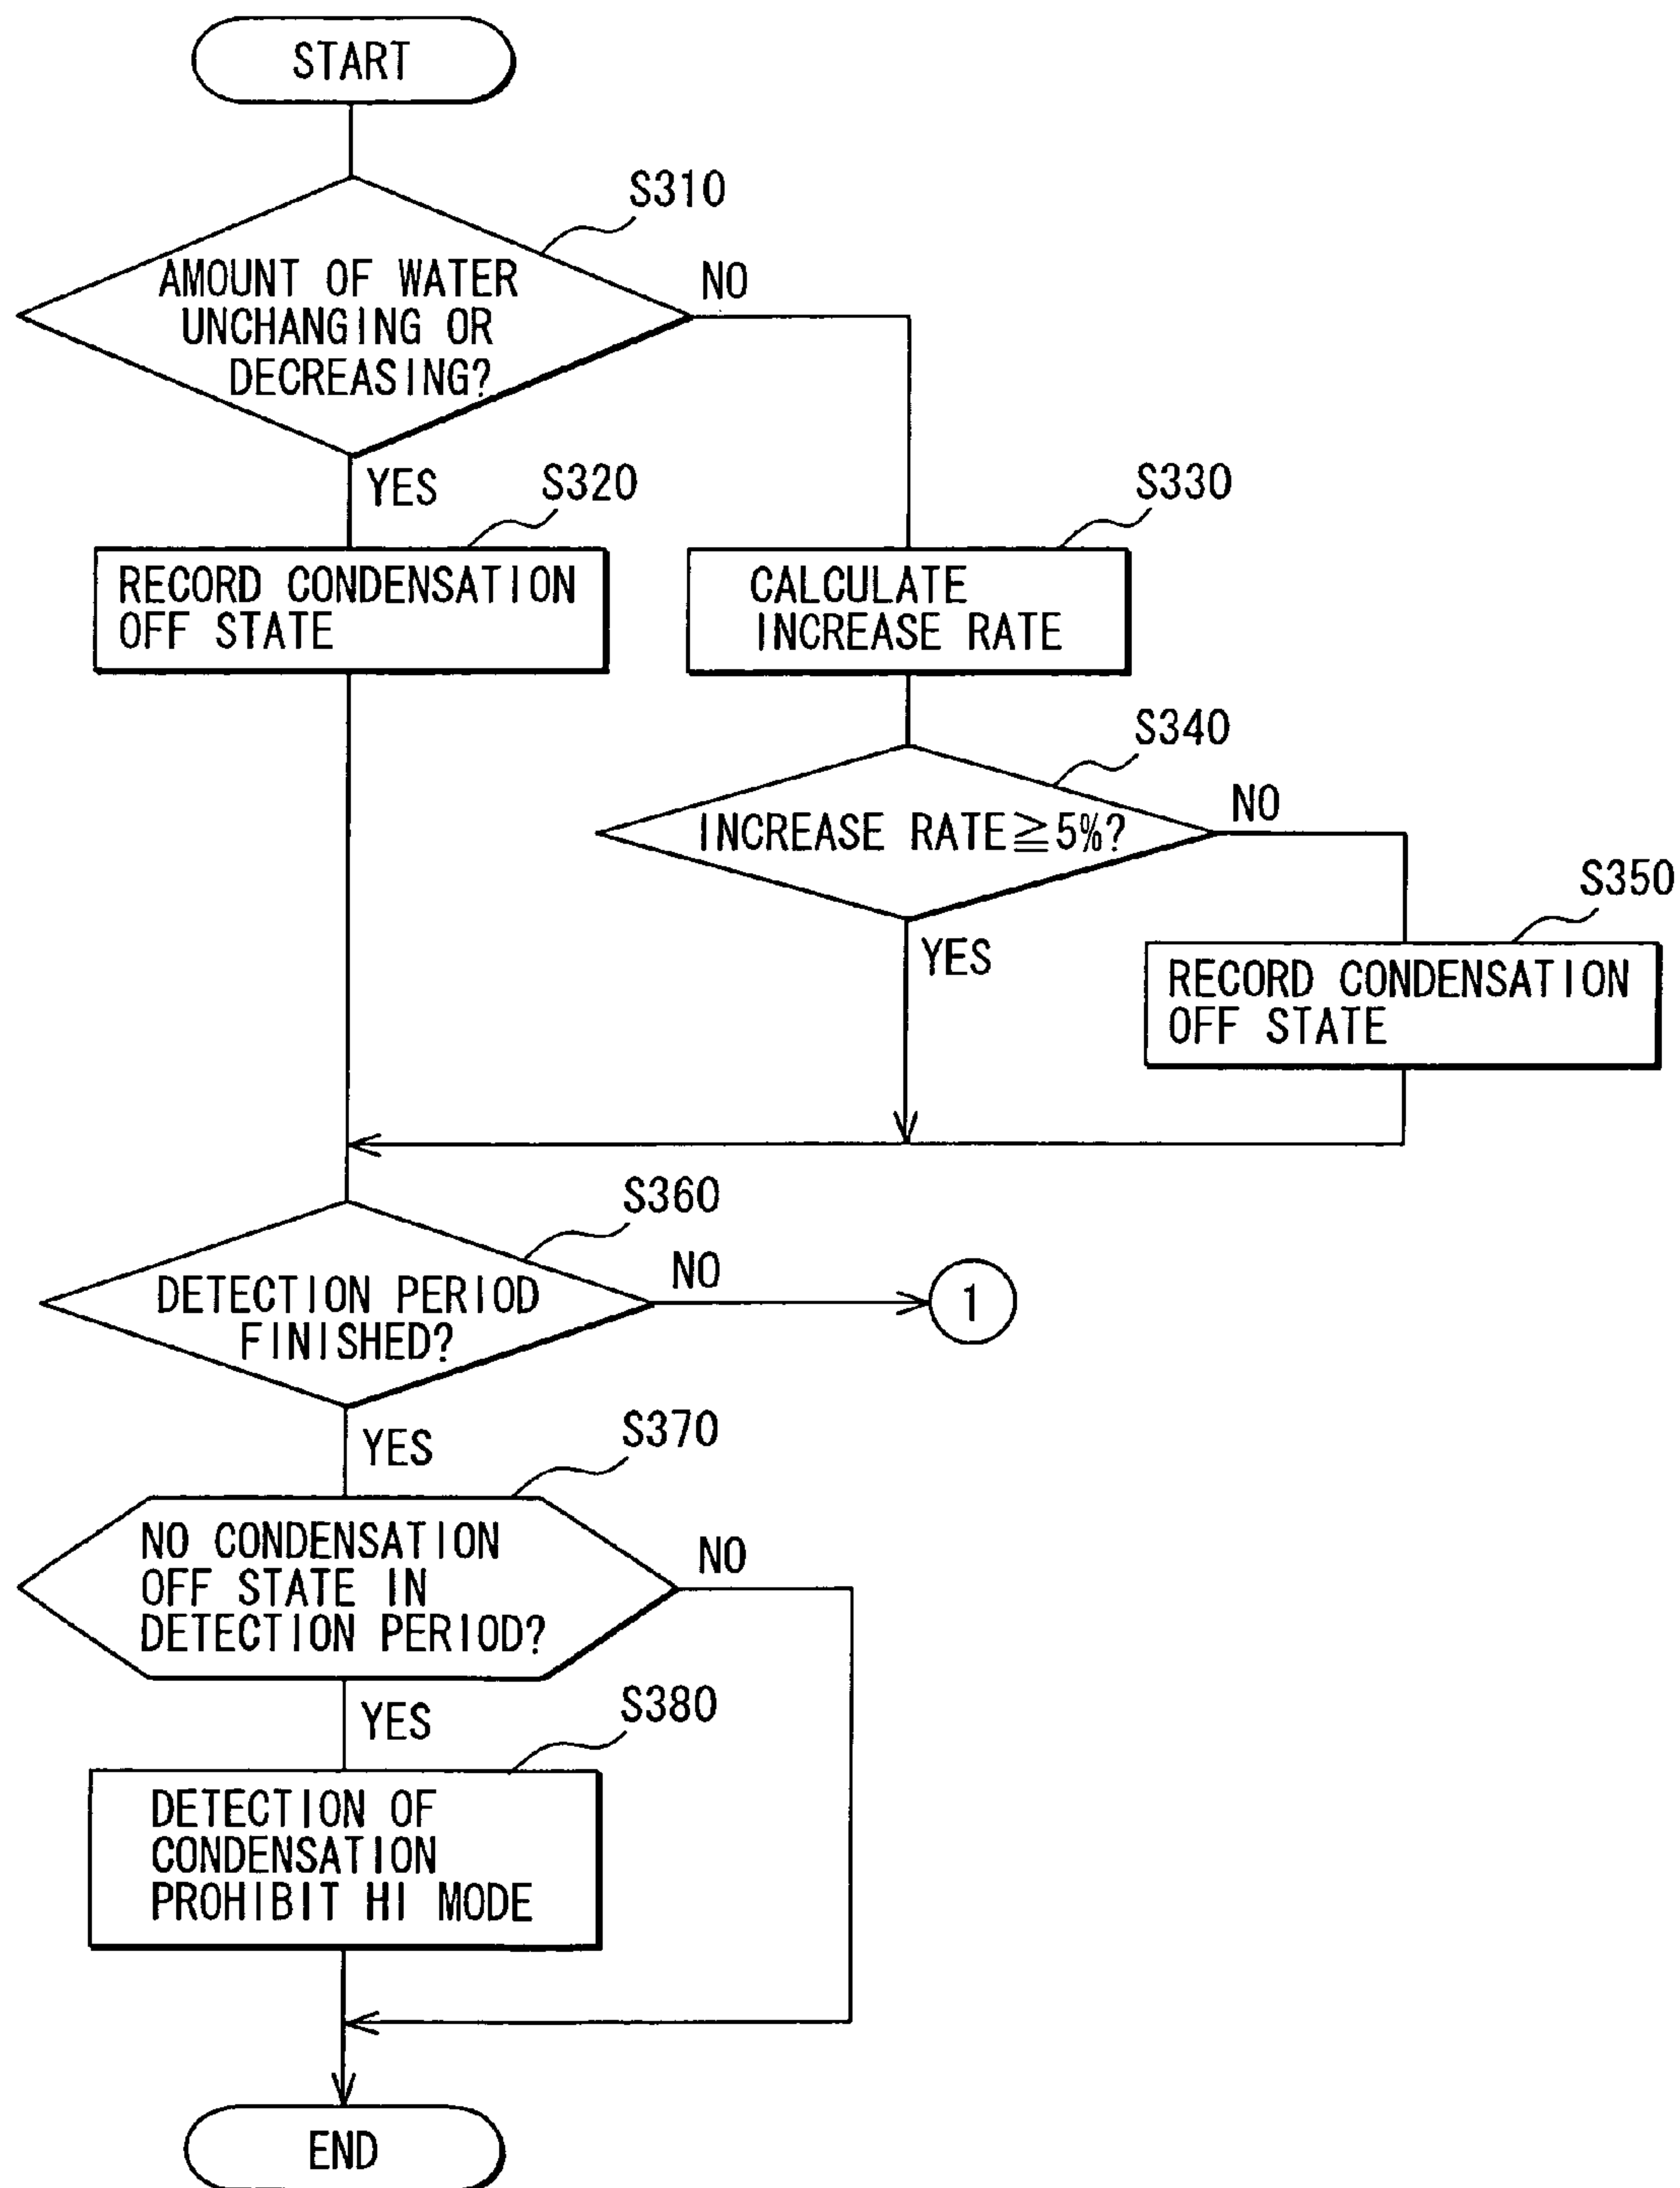 START
S310
AMOUNT OF WATER
UNCHANGING OR
DECREASING?
NO
YES
S320
RECORD CONDENSATION
OFF STATE
S330
CALCULATE
INCREASE RATE
S340
INCREASE RATE≧5%?
NO
YES
S350
RECORD CONDENSATION
OFF STATE
S360
DETECTION PERIOD
FINISHED?
NO
1
YES
S370
NO CONDENSATION
OFF STATE IN
DETECTION PERIOD?
NO
YES
S380
DETECTION OF
CONDENSATION
PROHIBIT HI MODE
END